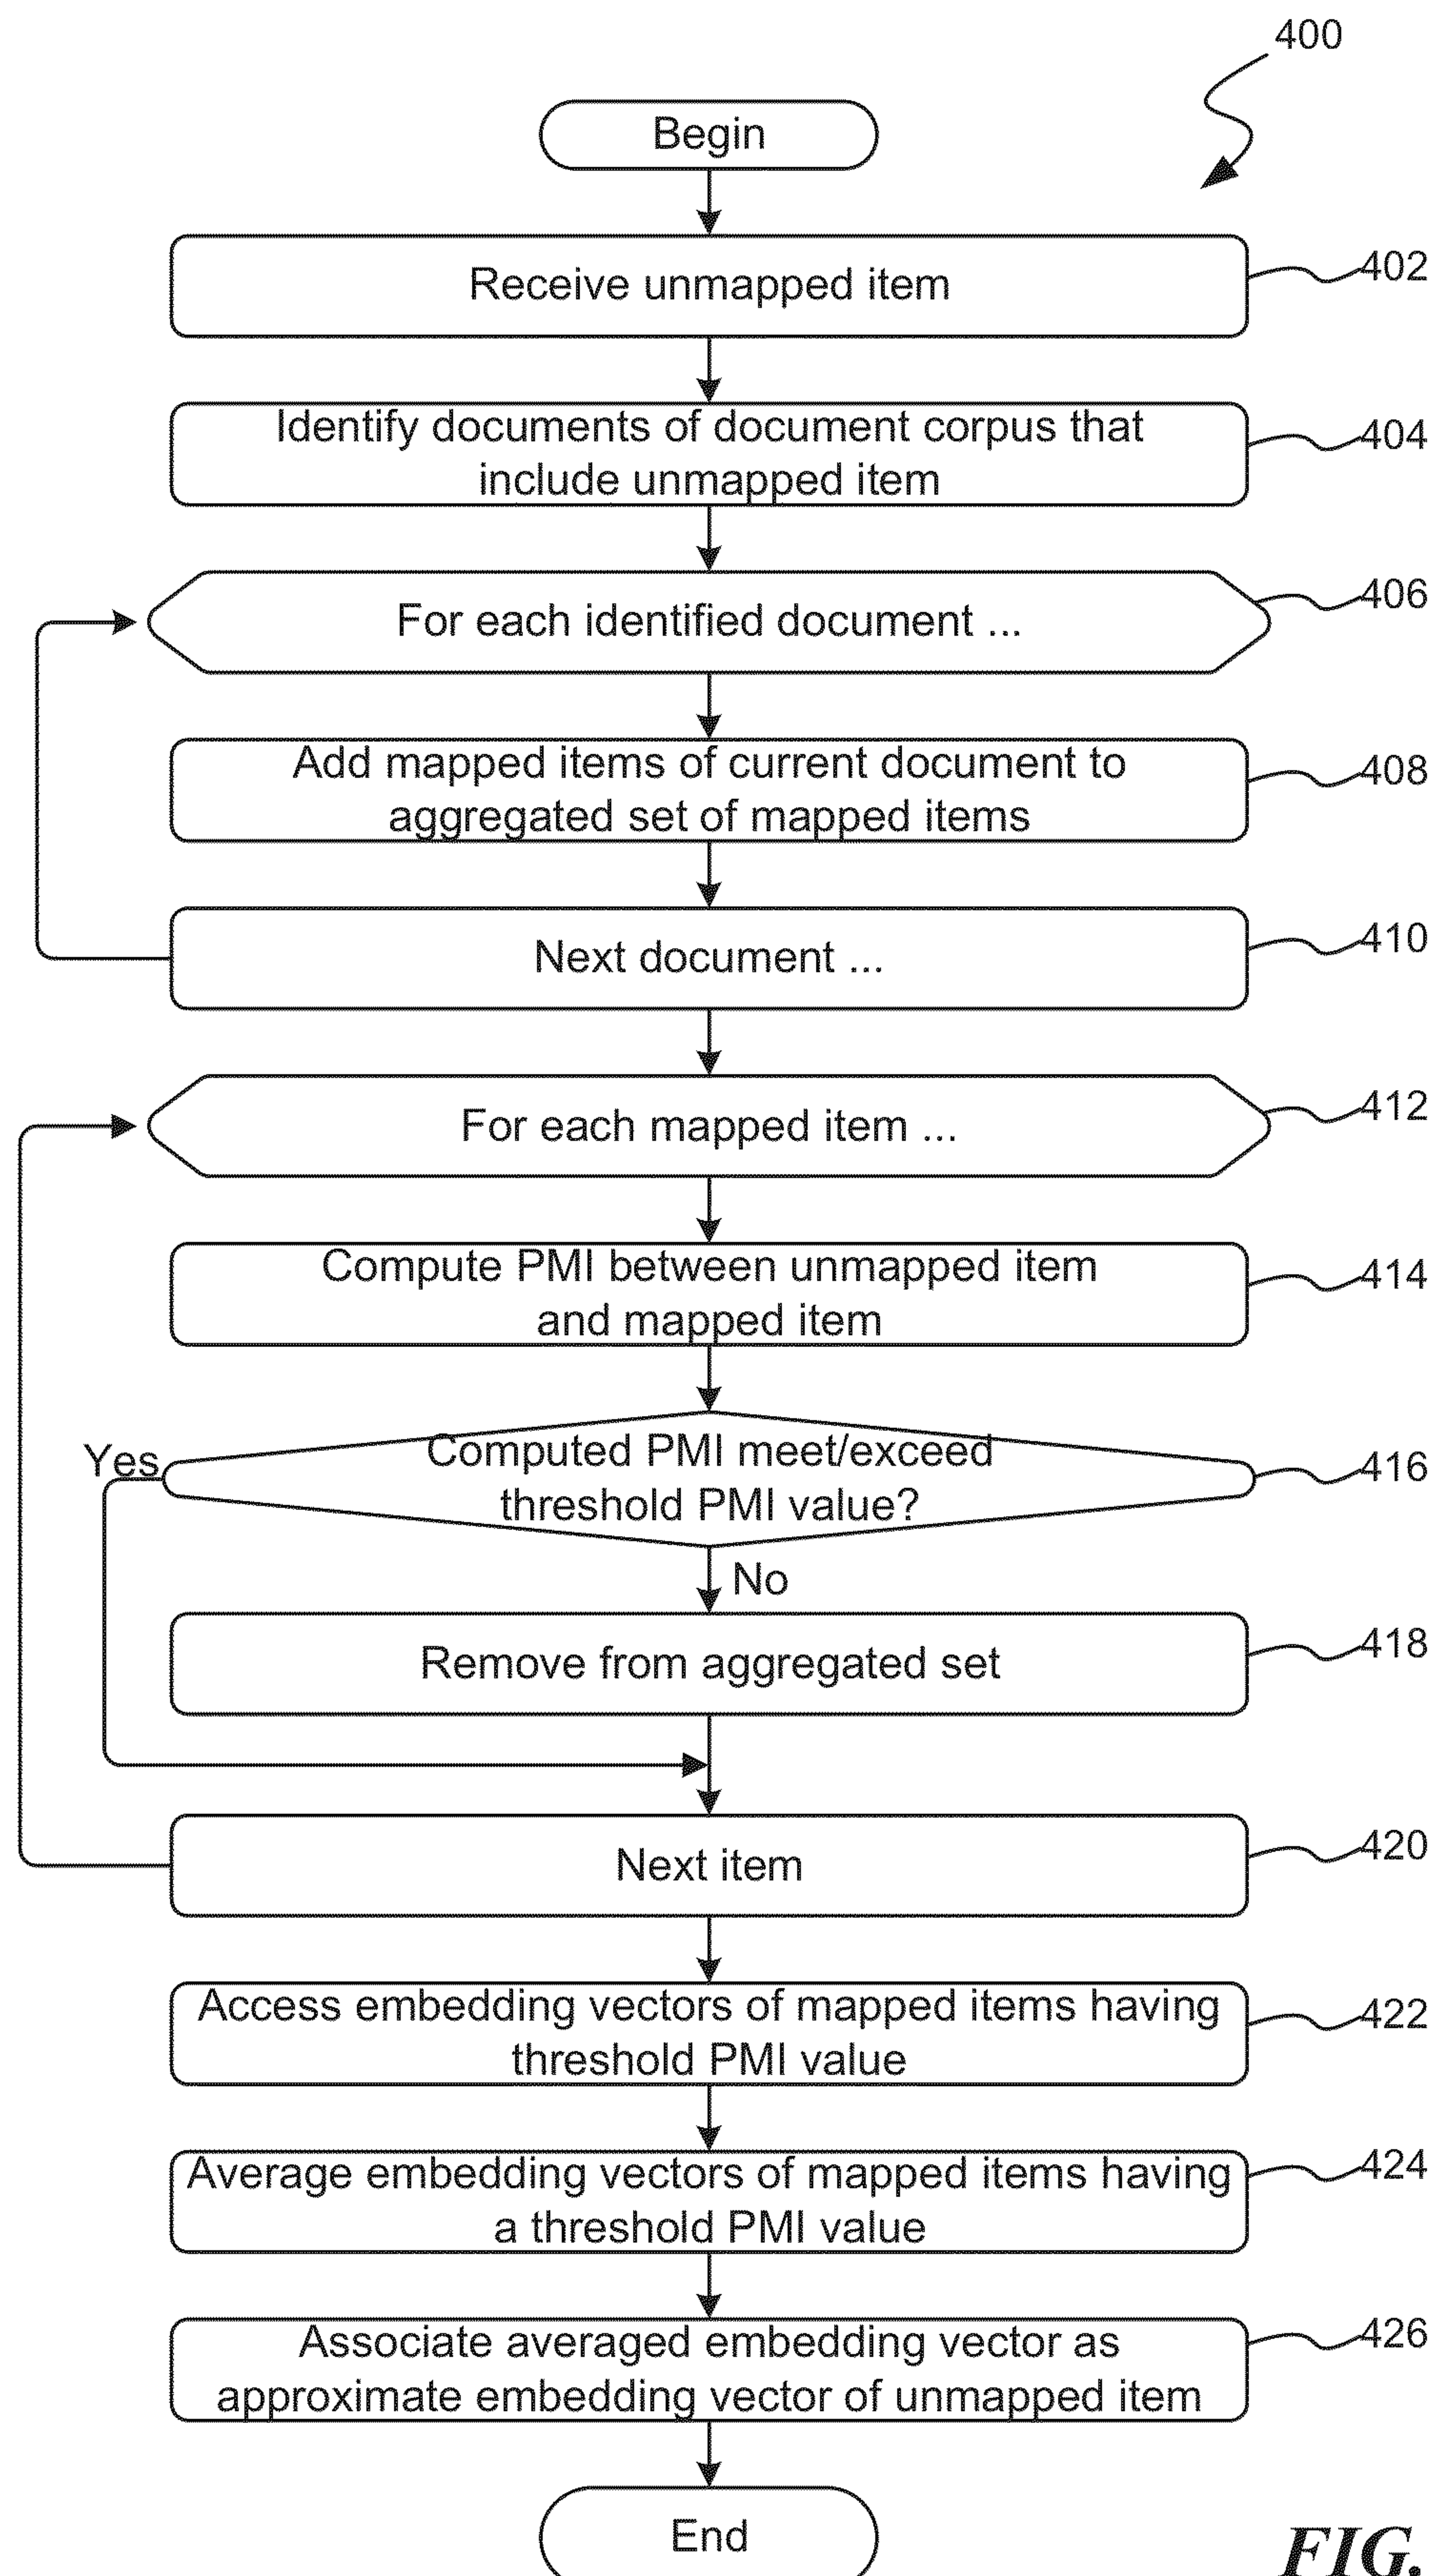 400
Begin
Receive unmapped item
402
Identify documents of document corpus that
include unmapped item
404
For each identified document ...
406
Add mapped items of current document to
aggregated set of mapped items
408
Next document ...
410
For each mapped item ...
412
Compute PMI between unmapped item
and mapped item
414
Yes
Computed PMI meet/exceed
threshold PMI value?
416
No
Remove from aggregated set
418
Next item
420
Access embedding vectors of mapped items having
threshold PMI value
422
Average embedding vectors of mapped items having
a threshold PMI value
424
Associate averaged embedding vector as
approximate embedding vector of unmapped item
426
End
FIG.